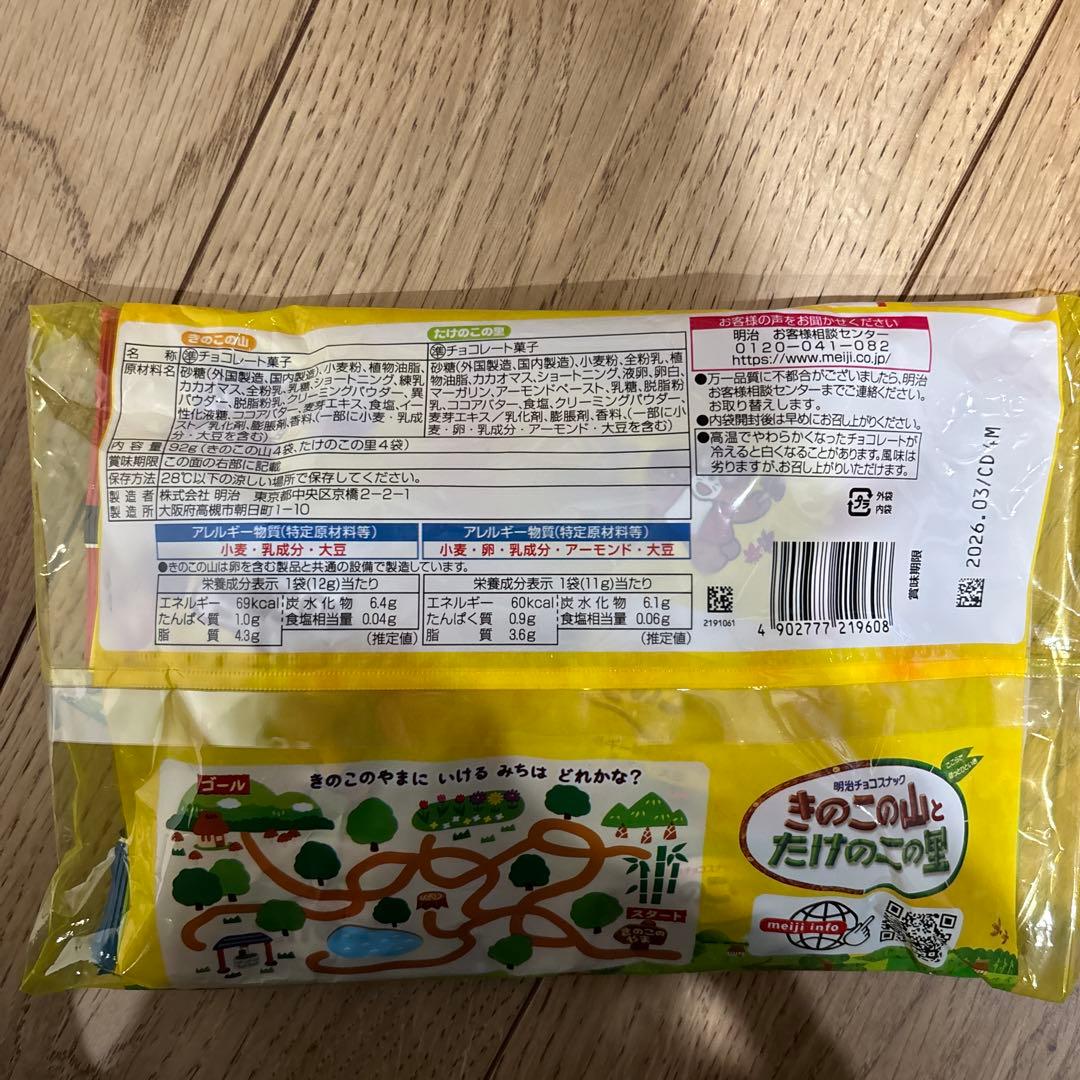 きのこの山
名 称 準チョコレート菓子
原材料名 砂糖(外国製造、国内製造)、小麦粉、植物油脂、
カカオマス、全粉乳、乳糖、ショートニング、練乳
パウダー、脱脂粉乳、クリーミングパウダー、異
性化液糖、ココアパウダー、麦芽エキス、食塩、イー
スト/乳化剤、膨脹剤、香料、(一部に小麦・乳成
分・大豆を含む)
たけのこの里
準チョコレート菓子
砂糖(外国製造、国内製造)、小麦粉、全粉乳、植
物油脂、カカオマス、ショートニング、液卵、卵白、
マーガリン、アーモンドペースト、乳糖、脱脂粉
乳、ココアパウダー、食塩、クリーミングパウダー、
麦芽エキス/乳化剤、膨脹剤、香料、(一部に小
麦・卵・乳成分・アーモンド・大豆を含む)
内容量 92g(きのこの山4袋、たけのこの里4袋)
賞味期限 この面の右部に記載
保存方法 28℃以下の涼しい場所で保存してください。
製造者 株式会社 明治 東京都中央区京橋2-2-1
製造所 大阪府高槻市朝日町1-10
アレルギー物質(特定原材料等)
小麦・乳成分・大豆
アレルギー物質(特定原材料等)
小麦・卵・乳成分・アーモンド・大豆
●きのこの山は卵を含む製品と共通の設備で製造しています。
栄養成分表示 1袋(12g)当たり
エネルギー 69kcal 炭水化物 6.4g
たんぱく質 1.0g 食塩相当量 0.04g
脂質 4.3g (推定値)
栄養成分表示 1袋(11g)当たり
エネルギー 60kcal 炭水化物 6.1g
たんぱく質 0.9g 食塩相当量 0.06g
脂質 3.6g (推定値)
お客様の声をお聞かせください
明治 お客様相談センター
0120-041-082
https://www.meiji.co.jp/
●万一品質に不都合がございましたら、明治
お客様相談センターまでご連絡ください。
お取り替えします。
●内袋開封後は早めにお召し上がりください。
●高温でやわらかくなったチョコレートが
冷えると白くなることがあります。風味は
劣りますが、お召し上がりいただけます。
プラ
外袋
内袋
2191061
4 902777 219608
賞味期限
2026.03/CD+M
きのこのやまに いける みちは どれかな?
ゴール
スタート
きのこの
やま
ここらで
ほっとひといき
明治チョコスナック
きのこの山と
たけのこの里
meiji info